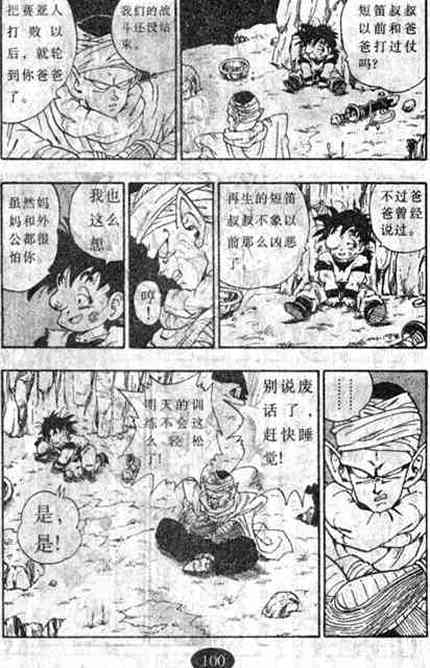 短笛叔叔
以前和爸
爸打过仗
吗?
我们的战
斗还没结
束。
把赛亚人
打败以
后，就轮
到你爸爸
了。
不过爸
爸曾经
说过。
再生的短笛
叔叔不象以
前那么凶恶
了
哼!
我也
这么
想
虽然妈
妈和外
公都很
怕你
……
……
别说废
话了，
赶快睡
觉!
明天的训
练不会这
么轻松
了!
是，
是!
100